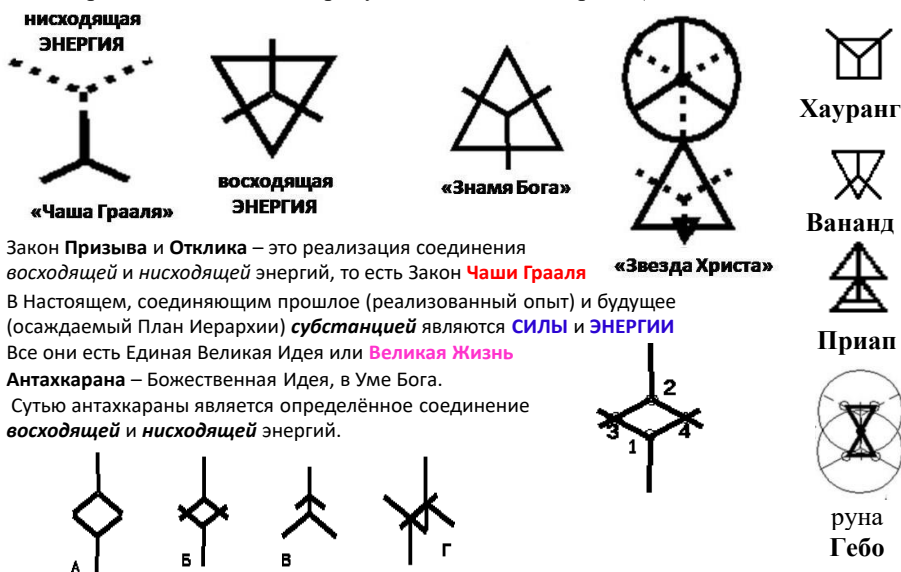 нисходящая
ЭНЕРГИЯ
«Чаша Грааля»
восходящая
ЭНЕРГИЯ
«Знамя Бога»
«Звезда Христа»
Хауранг
Вананд
Приап
руна
Гебо
Закон Призыва и Отклика – это реализация соединения
восходящей и нисходящей энергий, то есть Закон Чаши Грааля
В Настоящем, соединяющим прошлое (реализованный опыт) и будущее
(осаждаемый План Иерархии) субстанцией являются СИЛЫ и ЭНЕРГИИ
Все они есть Единая Великая Идея или Великая Жизнь
Антахкарана – Божественная Идея, в Уме Бога.
Сутью антахкараны является определённое соединение
восходящей и нисходящей энергий.
2
3 4
1
А Б В Г